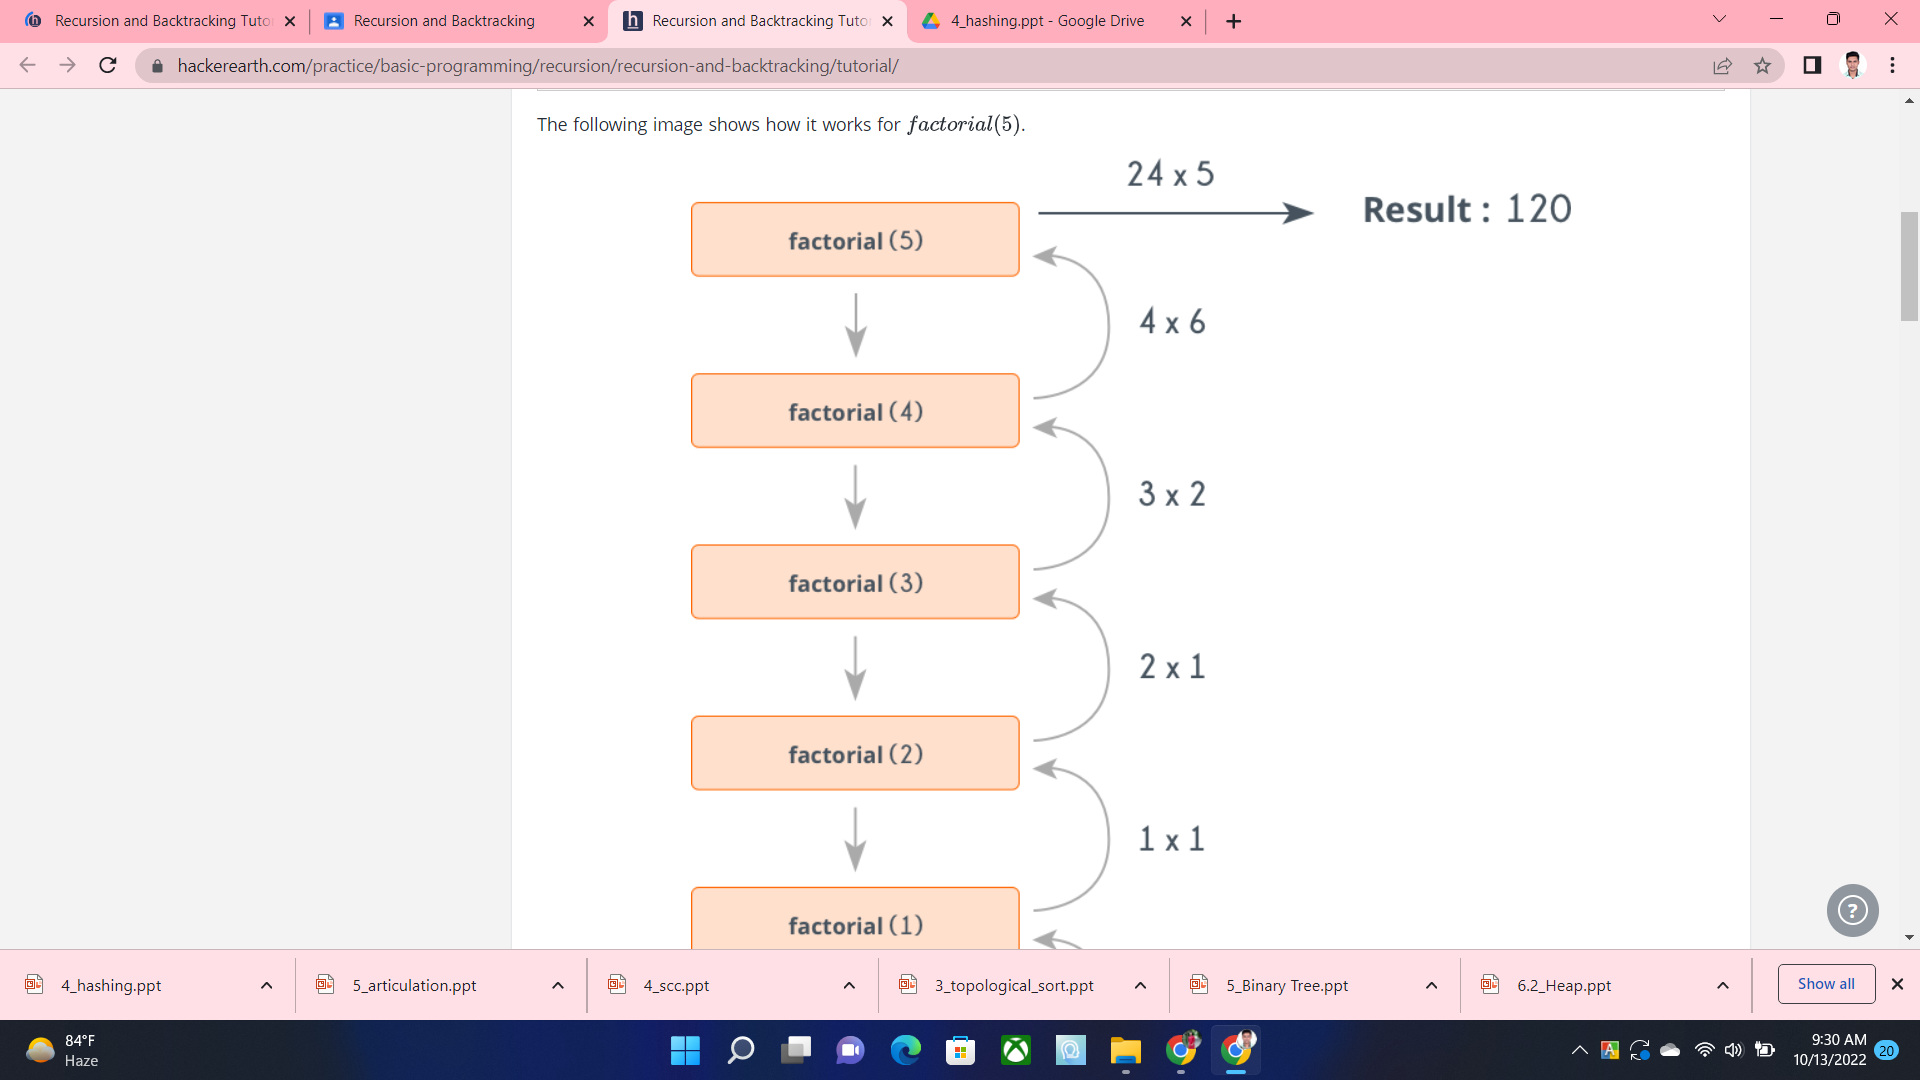 Recursion and Backtracking Tuto
Recursion and Backtracking
Recursion and Backtracking Tuto
4_hashing.ppt - Google Drive
hackerearth.com/practice/basic-programming/recursion/recursion-and-backtracking/tutorial/
The following image shows how it works for factorial(5).
24 x 5
Result : 120
factorial (5)
4 x 6
factorial (4)
3 x 2
factorial (3)
2 x 1
factorial (2)
1 x 1
factorial (1)
?
4_hashing.ppt
5_articulation.ppt
4_scc.ppt
3_topological_sort.ppt
5_Binary Tree.ppt
6.2_Heap.ppt
Show all
84°F
Haze
9:30 AM
10/13/2022
20